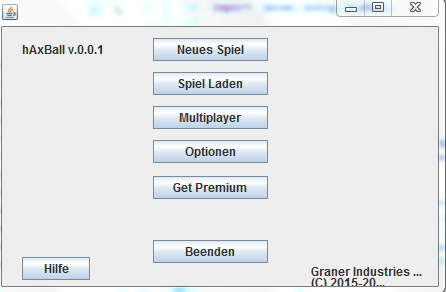 hAxBall v.0.0.1
Neues Spiel
Spiel Laden
Multiplayer
Optionen
Get Premium
Beenden
Hilfe
Graner Industries ...
(C) 2015-20...